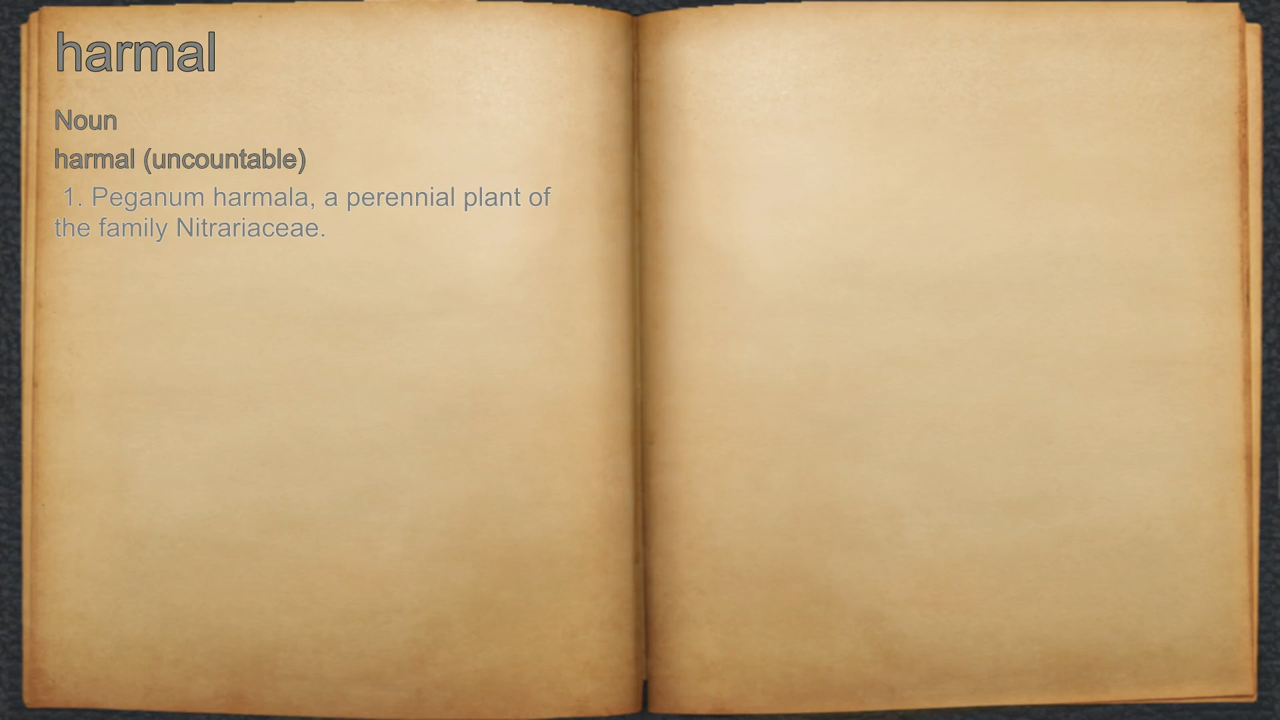 harmal
Noun
harmal (uncountable)
1. Peganum harmala, a perennial plant of
the family Nitrariaceae.